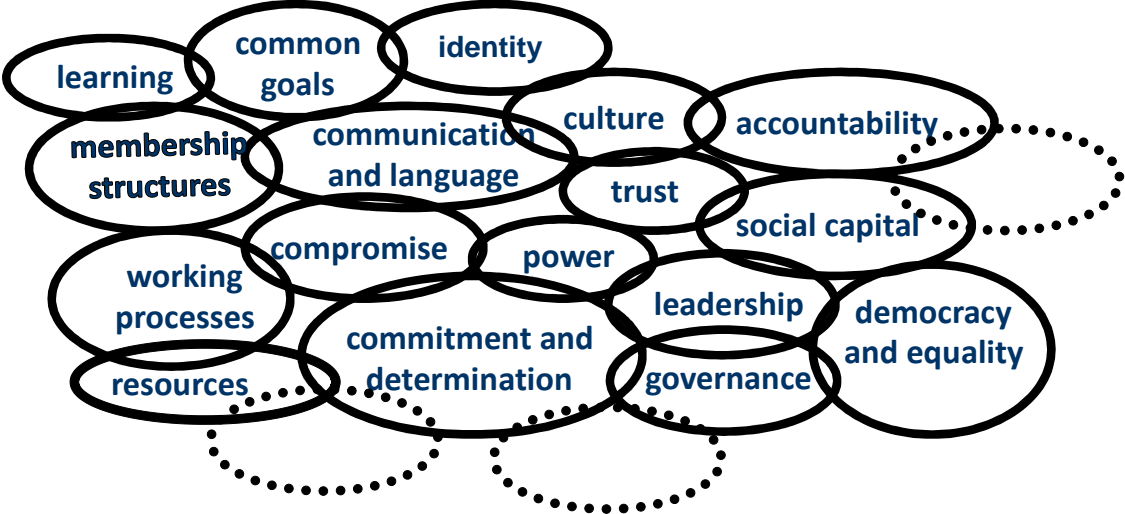 learning
common
goals
identity
culture
accountability
membership
structures
communication
and language
trust
social capital
compromise
power
working
processes
leadership
democracy
and equality
commitment and
determination
resources
governance